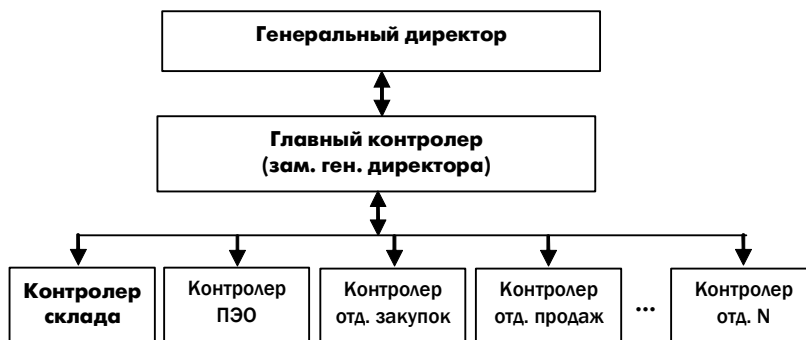 Генеральный директор
Главный контролер
(зам. ген. директора)
Контролер
склада
Контролер
ПЭО
Контролер
отд. закупок
Контролер
отд. продаж
...
Контролер
отд. N